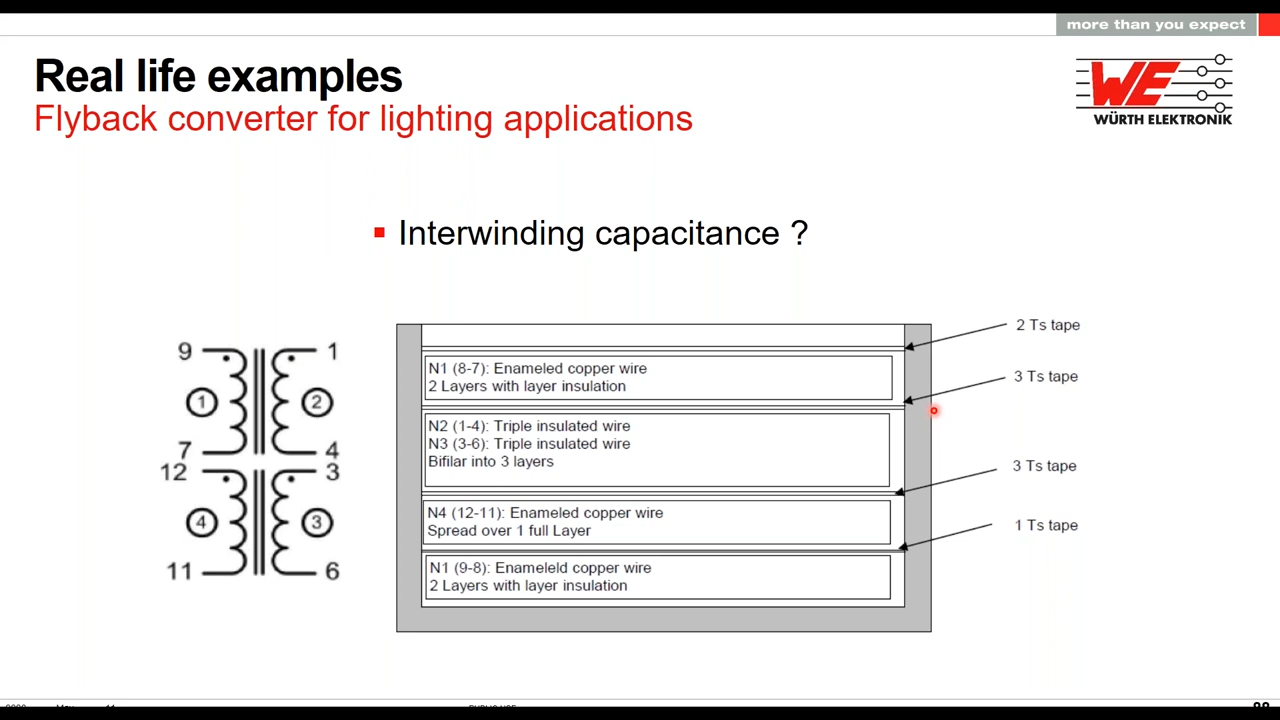 more than you expect
Real life examples
Flyback converter for lighting applications
WE
WÜRTH ELEKTRONIK
▪ Interwinding capacitance ?
9
1
1
2
7
4
12
3
4
3
11
6
2 Ts tape
N1 (8-7): Enameled copper wire
2 Layers with layer insulation
3 Ts tape
N2 (1-4): Triple insulated wire
N3 (3-6): Triple insulated wire
Bifilar into 3 layers
3 Ts tape
N4 (12-11): Enameled copper wire
Spread over 1 full Layer
1 Ts tape
N1 (9-8): Enameleld copper wire
2 Layers with layer insulation